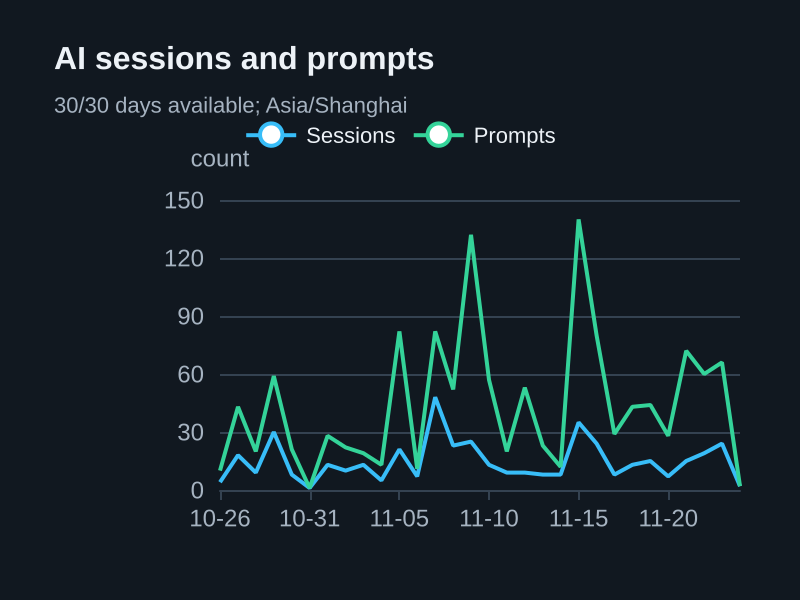 AI sessions and prompts
30/30 days available; Asia/Shanghai
Sessions Prompts
count
150
120
90
60
30
0
10-26 10-31 11-05 11-10 11-15 11-20